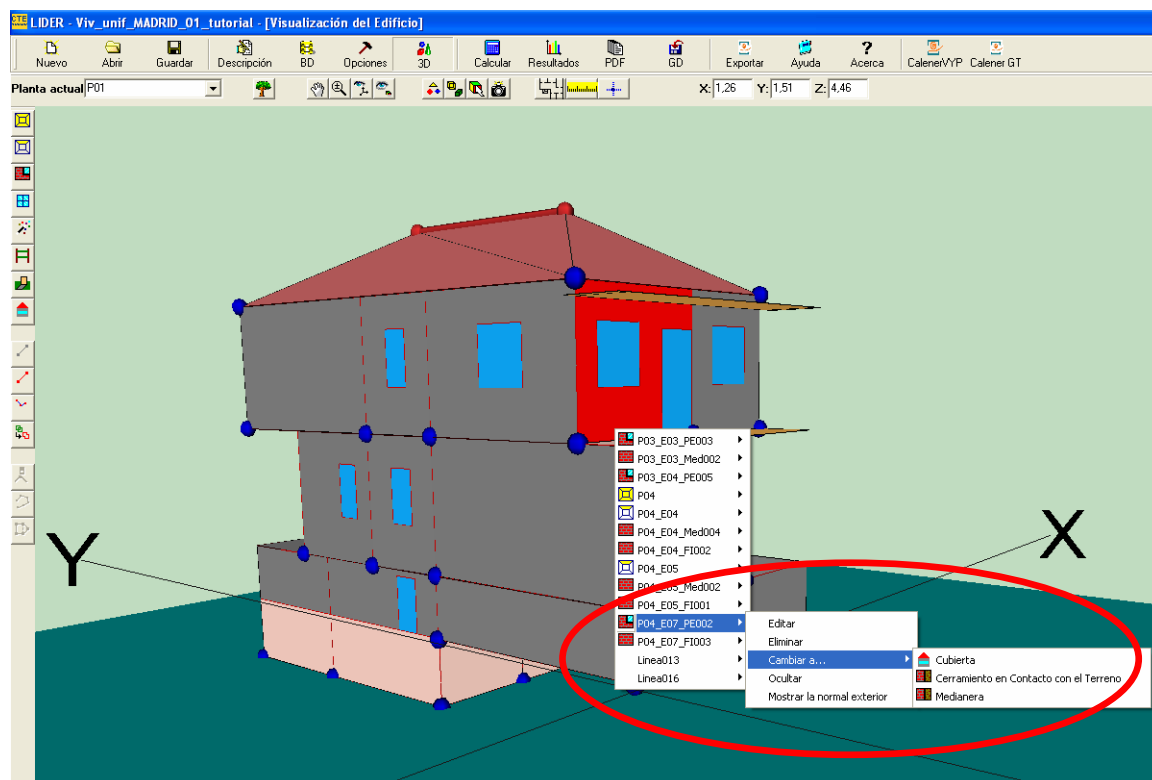 CTE LIDER - Viv_unif_MADRID_01_tutorial - [Visualización del Edificio]
Nuevo Abrir Guardar Descripción BD Opciones 3D Calcular Resultados PDF GD Exportar Ayuda Acerca CalenerVYP Calener GT
Planta actual P01 X: 1,26 Y: 1,51 Z: 4,46
Y
X
P03_E03_PE003
P03_E03_Med002
P03_E04_PE005
P04
P04_E04
P04_E04_Med004
P04_E04_FI002
P04_E05
P04_E05_Med002
P04_E05_FI001
P04_E07_PE002
P04_E07_FI003
Linea013
Linea016
Editar
Eliminar
Cambiar a...
Ocultar
Mostrar la normal exterior
Cubierta
Cerramiento en Contacto con el Terreno
Medianera